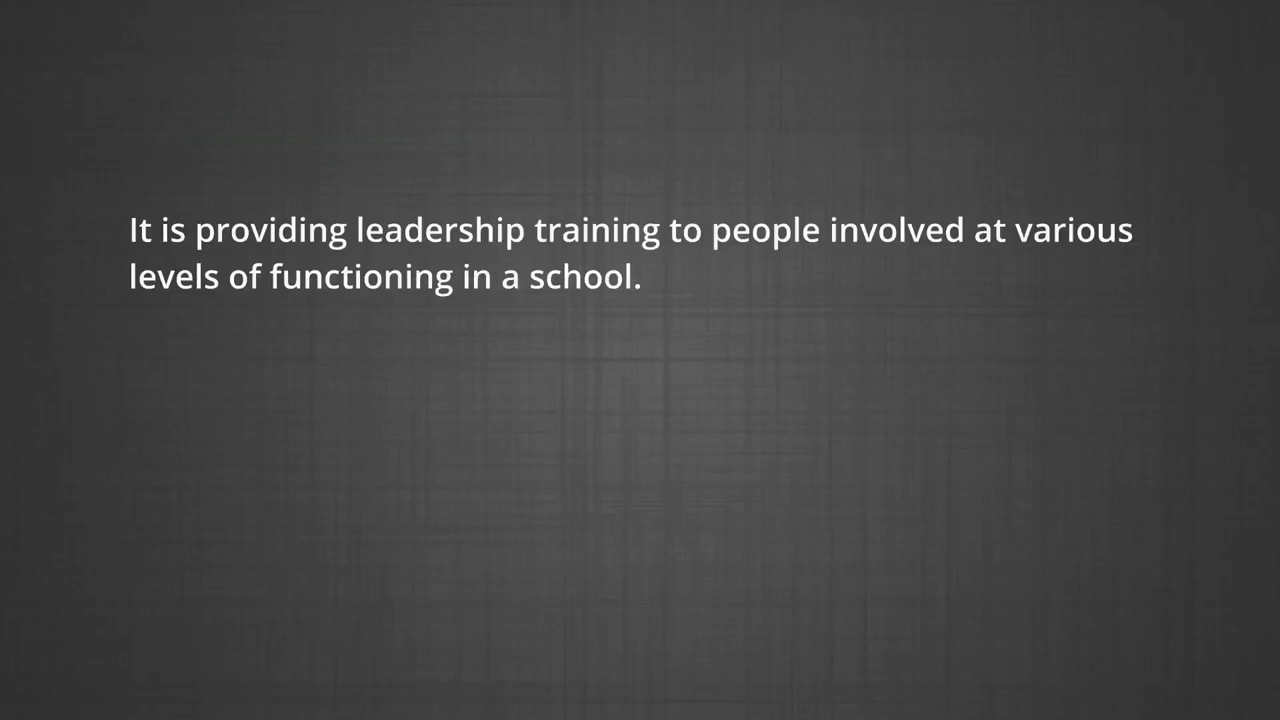 It is providing leadership training to people involved at various
levels of functioning in a school.